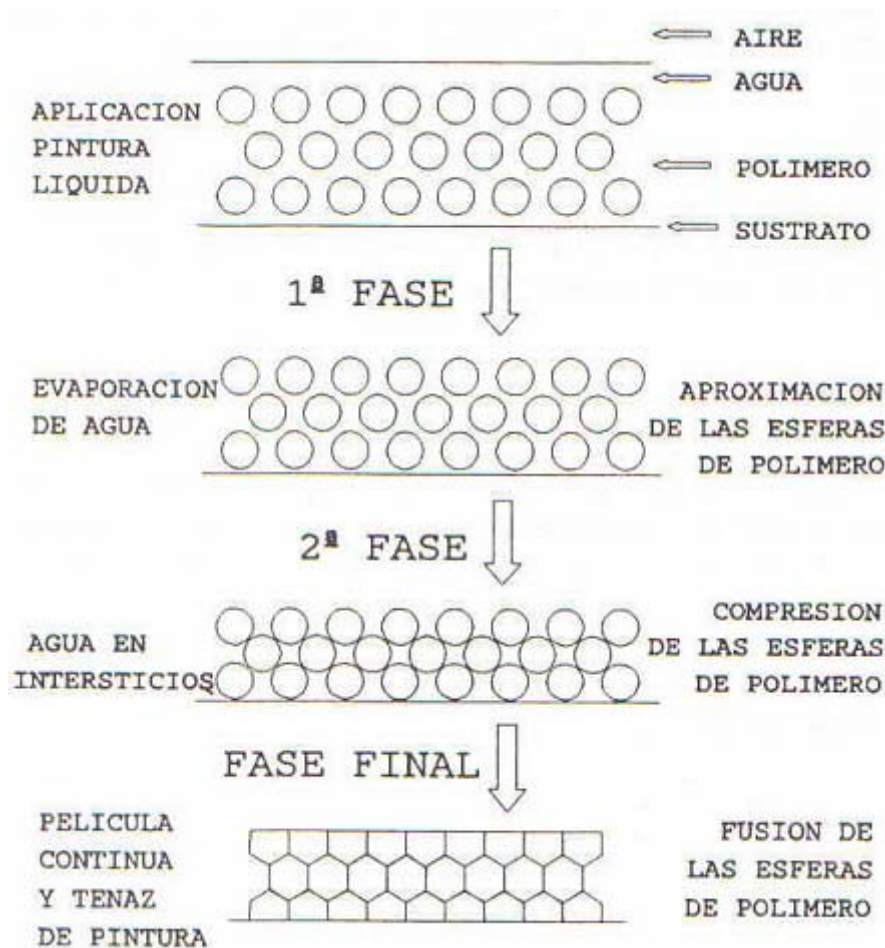 AIRE
AGUA
APLICACION
PINTURA
LIQUIDA
POLIMERO
SUSTRATO
1ª FASE
EVAPORACION
DE AGUA
APROXIMACION
DE LAS ESFERAS
DE POLIMERO
2ª FASE
AGUA EN
INTERSTICIOS
COMPRESION
DE LAS ESFERAS
DE POLIMERO
FASE FINAL
PELICULA
CONTINUA
Y TENAZ
DE PINTURA
FUSION DE
LAS ESFERAS
DE POLIMERO